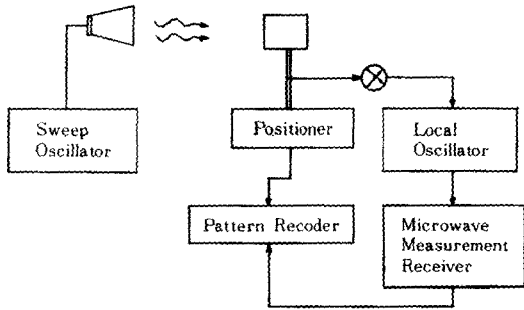 Sweep
Oscillator
Positioner
Local
Oscillator
Pattern Recoder
Microwave
Measurement
Receiver